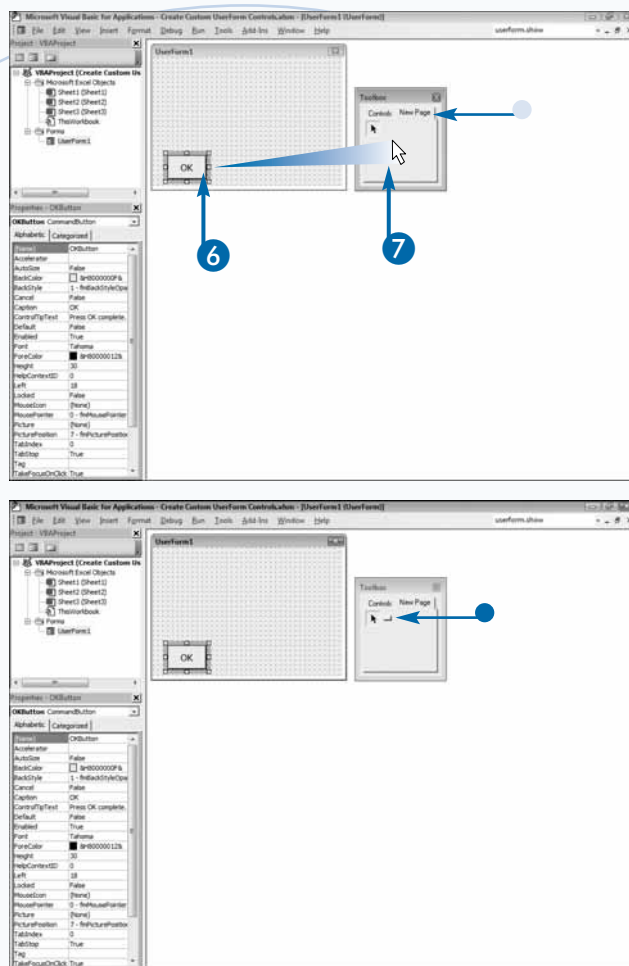 Microsoft Visual Basic for Applications - Create Custom UserForm Controls.xlsm - [UserForm1 (UserForm)]
File Edit View Insert Format Debug Run Tools Add-Ins Window Help
userform.show
Project - VBAProject
VBAProject (Create Custom Us
Microsoft Excel Objects
Sheet1 (Sheet1)
Sheet2 (Sheet2)
Sheet3 (Sheet3)
ThisWorkbook
Forms
UserForm1
UserForm1
OK
Toolbox
Controls New Page
6
7
Properties - OKButton
OKButton CommandButton
Alphabetic Categorized
(Name) OKButton
Accelerator
AutoSize False
BackColor &H8000000F&
BackStyle 1 - fmBackStyleOpa
Cancel False
Caption OK
ControlTipText Press OK complete.
Default False
Enabled True
Font Tahoma
ForeColor &H80000012&
Height 30
HelpContextID 0
Left 18
Locked False
MouseIcon (None)
MousePointer 0 - fmMousePointer
Picture (None)
PicturePosition 7 - fmPicturePosition
TabIndex 0
TabStop True
Tag
TakeFocusOnClick True
Microsoft Visual Basic for Applications - Create Custom UserForm Controls.xlsm - [UserForm1 (UserForm)]
File Edit View Insert Format Debug Run Tools Add-Ins Window Help
userform.show
Project - VBAProject
VBAProject (Create Custom Us
Microsoft Excel Objects
Sheet1 (Sheet1)
Sheet2 (Sheet2)
Sheet3 (Sheet3)
ThisWorkbook
Forms
UserForm1
UserForm1
OK
Toolbox
Controls New Page
Properties - OKButton
OKButton CommandButton
Alphabetic Categorized
(Name) OKButton
Accelerator
AutoSize False
BackColor &H8000000F&
BackStyle 1 - fmBackStyleOpa
Cancel False
Caption OK
ControlTipText Press OK complete.
Default False
Enabled True
Font Tahoma
ForeColor &H80000012&
Height 30
HelpContextID 0
Left 18
Locked False
MouseIcon (None)
MousePointer 0 - fmMousePointer
Picture (None)
PicturePosition 7 - fmPicturePosition
TabIndex 0
TabStop True
Tag
TakeFocusOnClick True